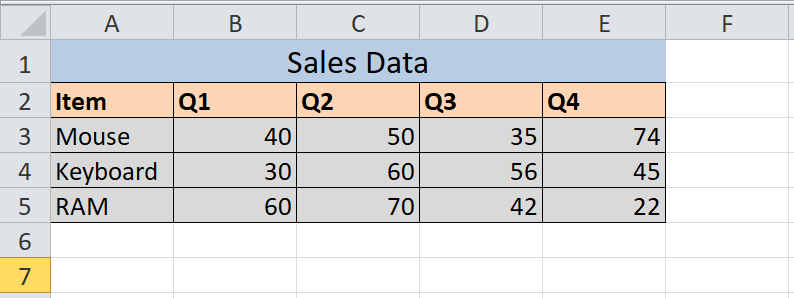 A B C D E F
1 Sales Data
2 Item Q1 Q2 Q3 Q4
3 Mouse 40 50 35 74
4 Keyboard 30 60 56 45
5 RAM 60 70 42 22
6
7